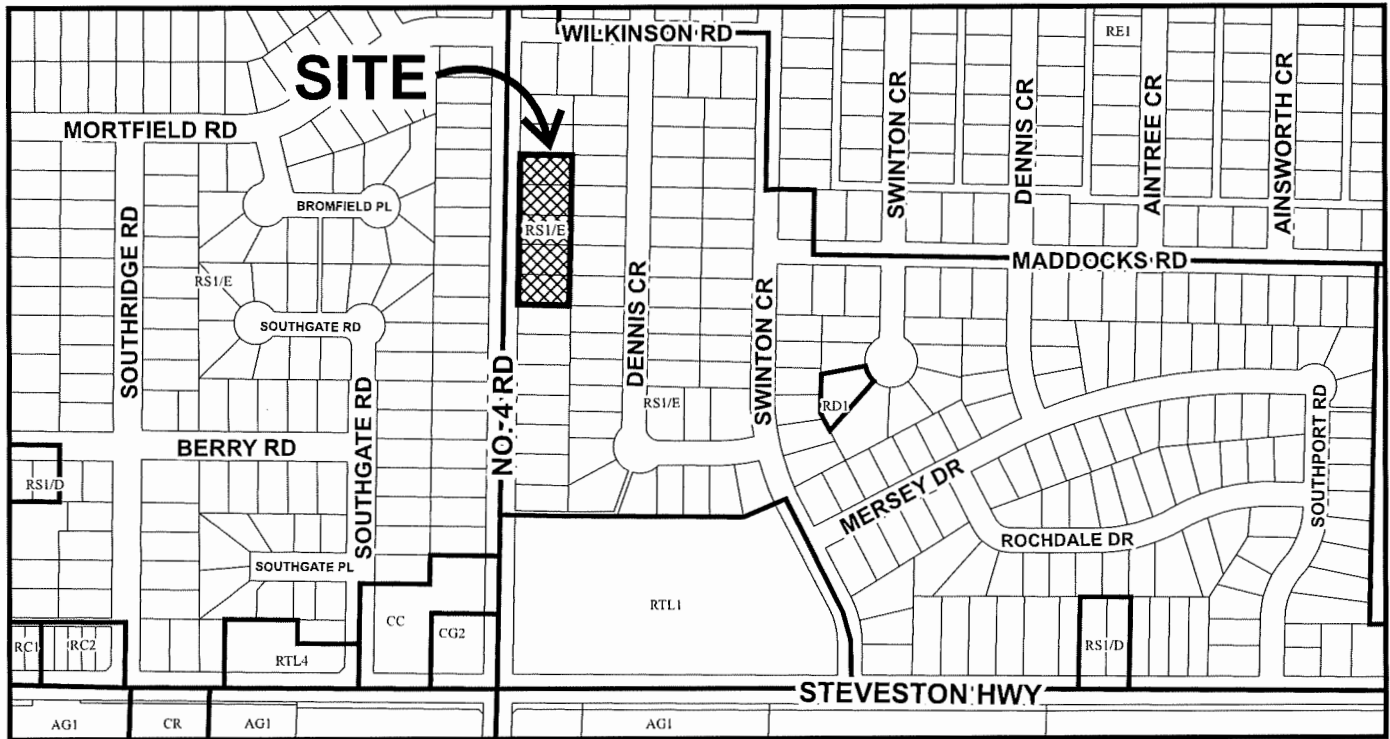 WILKINSON RD
RE1
SITE
MORTFIELD RD
SWINTON CR
DENNIS CR
AINTREE CR
AINSWORTH CR
BROMFIELD PL
RS1/E
SOUTHRIDGE RD
RS1/E
MADDOCKS RD
SOUTHGATE RD
DENNIS CR
SWINTON CR
NO. 4 RD
RS1/E
RD1
SOUTHGATE RD
BERRY RD
SOUTHPORT RD
RS1/D
MERSEY DR
ROCHDALE DR
SOUTHGATE PL
RTL1
CC
CG2
RC1
RC2
RTL4
RS1/D
STEVESTON HWY
AG1
CR
AG1
AG1